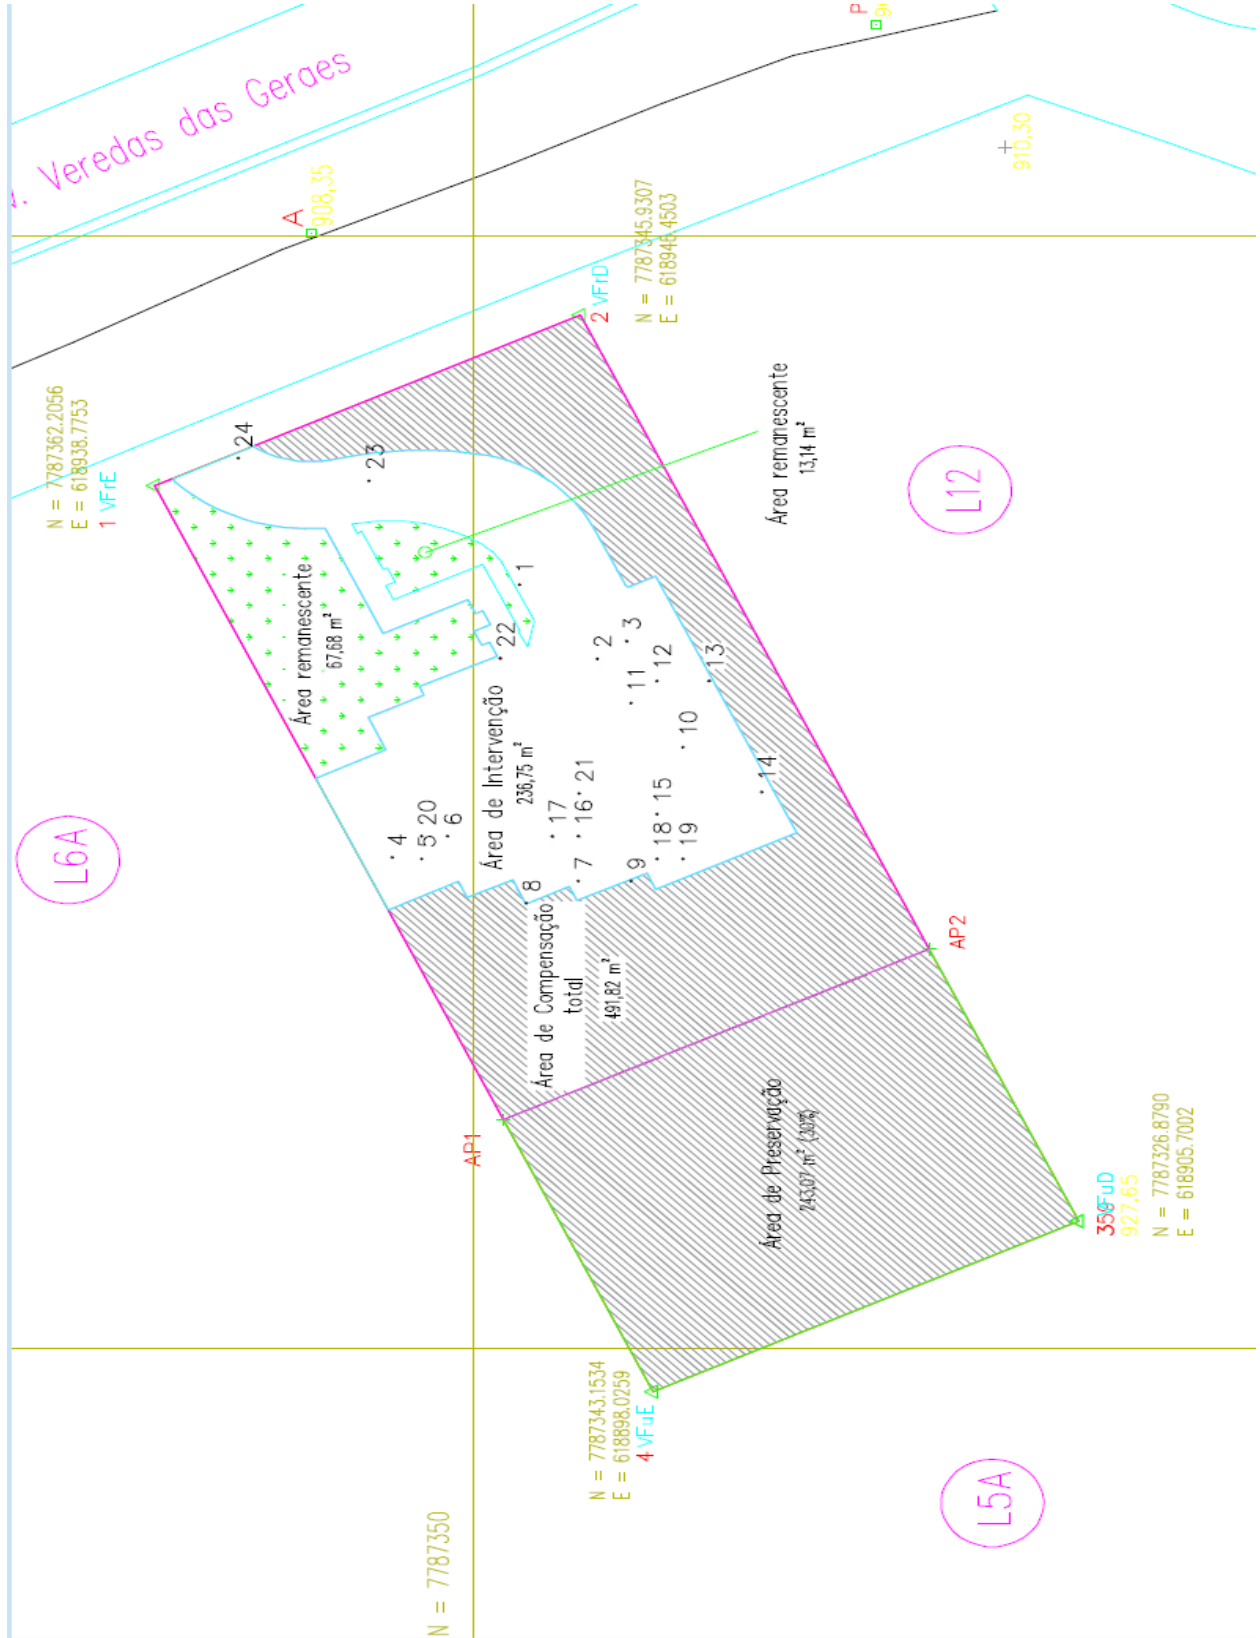 V. Veredas das Geraes
A
908,35
910,30
N = 7787362.2056
E = 618938.7753
1 VFrE
N = 7787345.9307
E = 618946.4503
2 VFrD
24
23
Área remanescente
13,14 m²
Área remanescente
67,68 m²
L12
L6A
1
22
2
3
11
12
13
Área de Intervenção
236,75 m²
10
14
4
5
20
6
17
16
21
15
18
19
7
8
9
Área de Compensação
total
491,82 m²
AP1
AP2
Área de Preservação
243,07 m² (30%)
VFuD
927,65
N = 7787326.8790
E = 618905.7002
N = 7787343.1534
E = 618898.0259
4 VFuE
L5A
N = 7787350